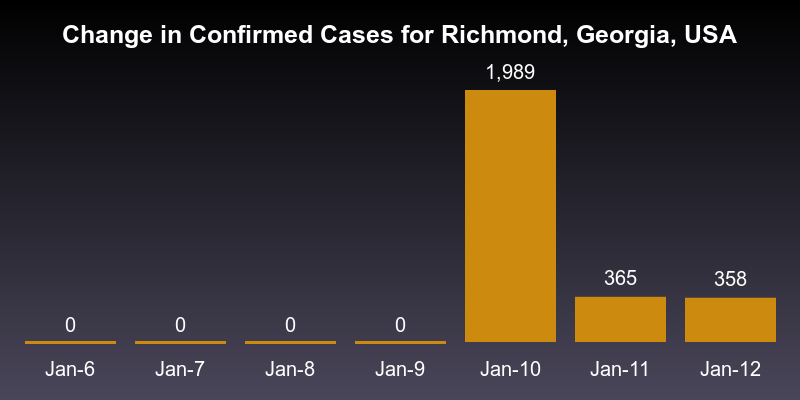 Change in Confirmed Cases for Richmond, Georgia, USA
1,989
365
358
0 0 0 0
Jan-6 Jan-7 Jan-8 Jan-9 Jan-10 Jan-11 Jan-12